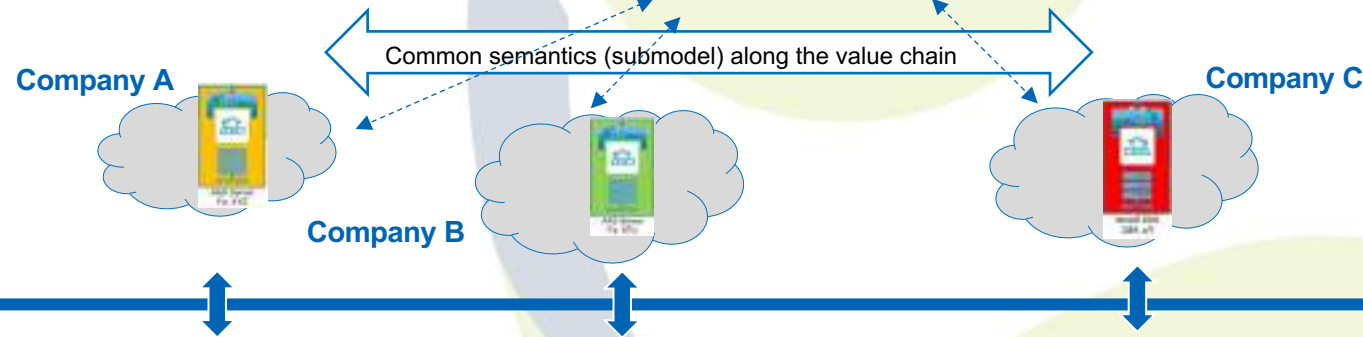 Common semantics (submodel) along the value chain
Company A
Company C
Company B